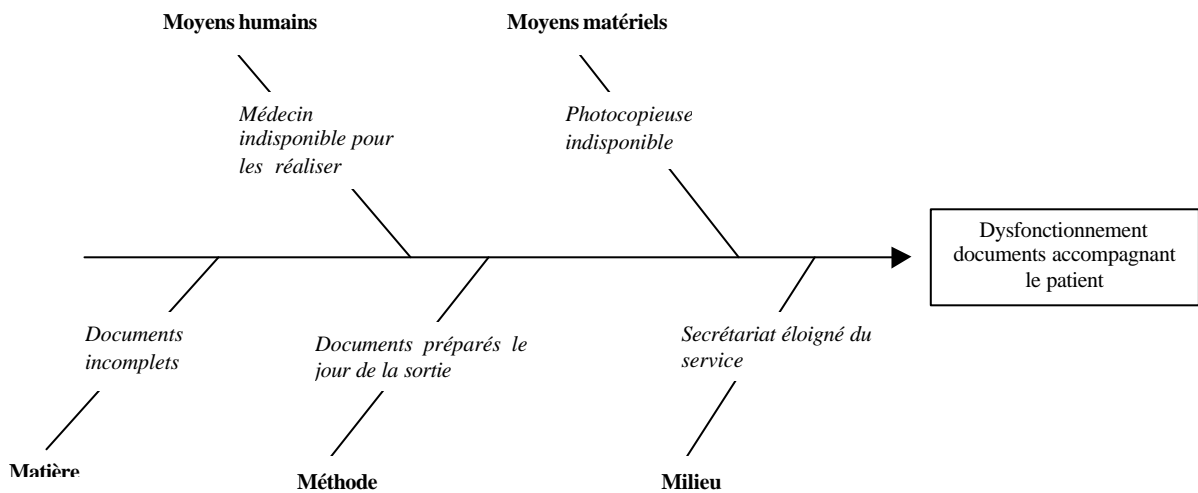 Moyens humains
Moyens matériels
Médecin
indisponible pour
les réaliser
Photocopieuse
indisponible
Dysfonctionnement
documents accompagnant
le patient
Documents
incomplets
Documents préparés le
jour de la sortie
Secrétariat éloigné du
service
Matière
Méthode
Milieu